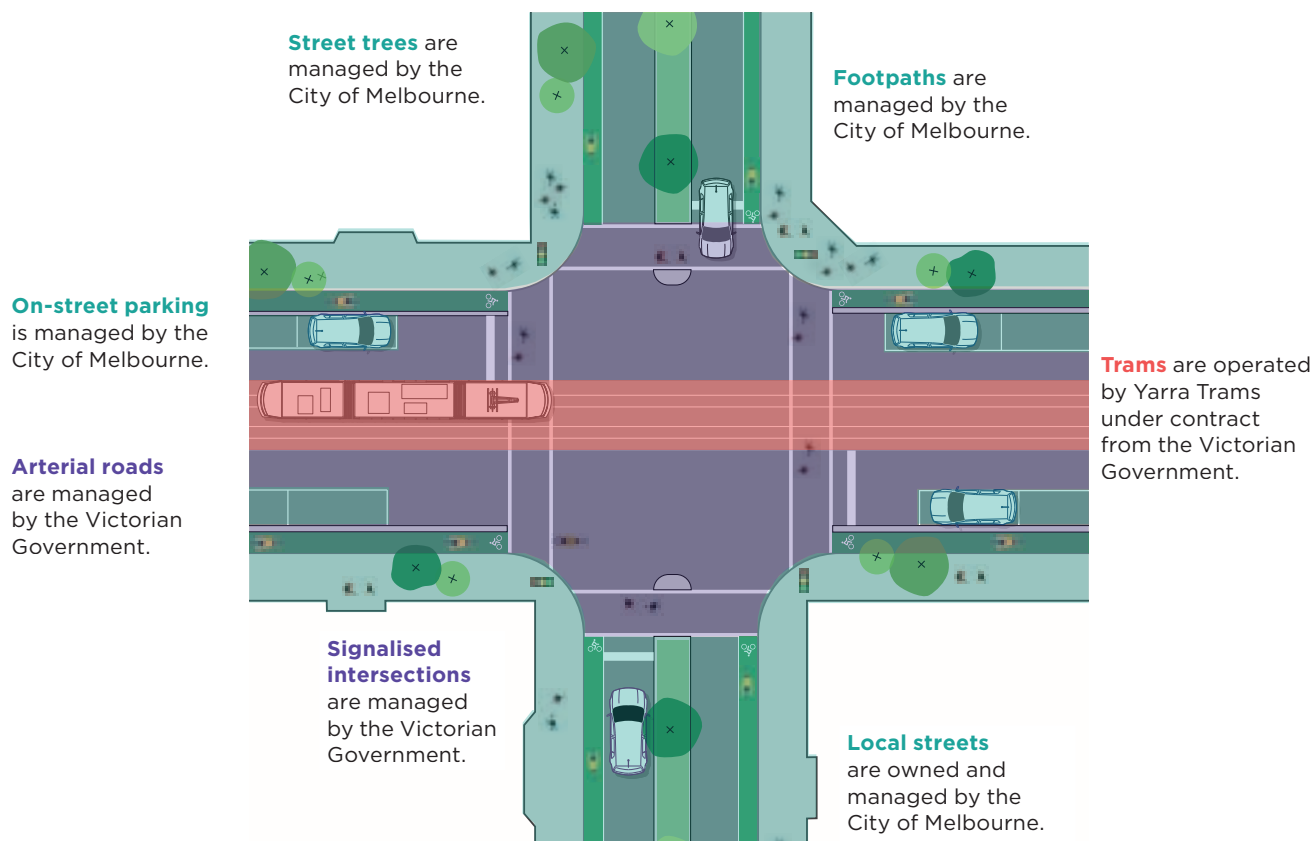 Street trees are
managed by the
City of Melbourne.
Footpaths are
managed by the
City of Melbourne.
On-street parking
is managed by the
City of Melbourne.
Trams are operated
by Yarra Trams
under contract
from the Victorian
Government.
Arterial roads
are managed
by the Victorian
Government.
Signalised
intersections
are managed
by the Victorian
Government.
Local streets
are owned and
managed by the
City of Melbourne.